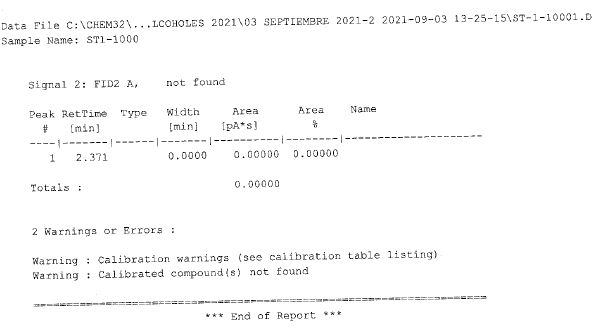 Data File C:\CHEM32\...LCOHOLES 2021\03 SEPTIEMBRE 2021-2 2021-09-03 13-25-15\ST-1-10001.D
Sample Name: ST1-1000
Signal 2: FID2 A, not found
Peak RetTime Type Width Area Area Name
# [min] [min] [pA*s] %
----|-------|------|-------|----------|--------|---------------------
1 2.371 0.0000 0.00000 0.00000
Totals : 0.00000
2 Warnings or Errors :
Warning : Calibration warnings (see calibration table listing)
Warning : Calibrated compound(s) not found
=====================================================================
*** End of Report ***